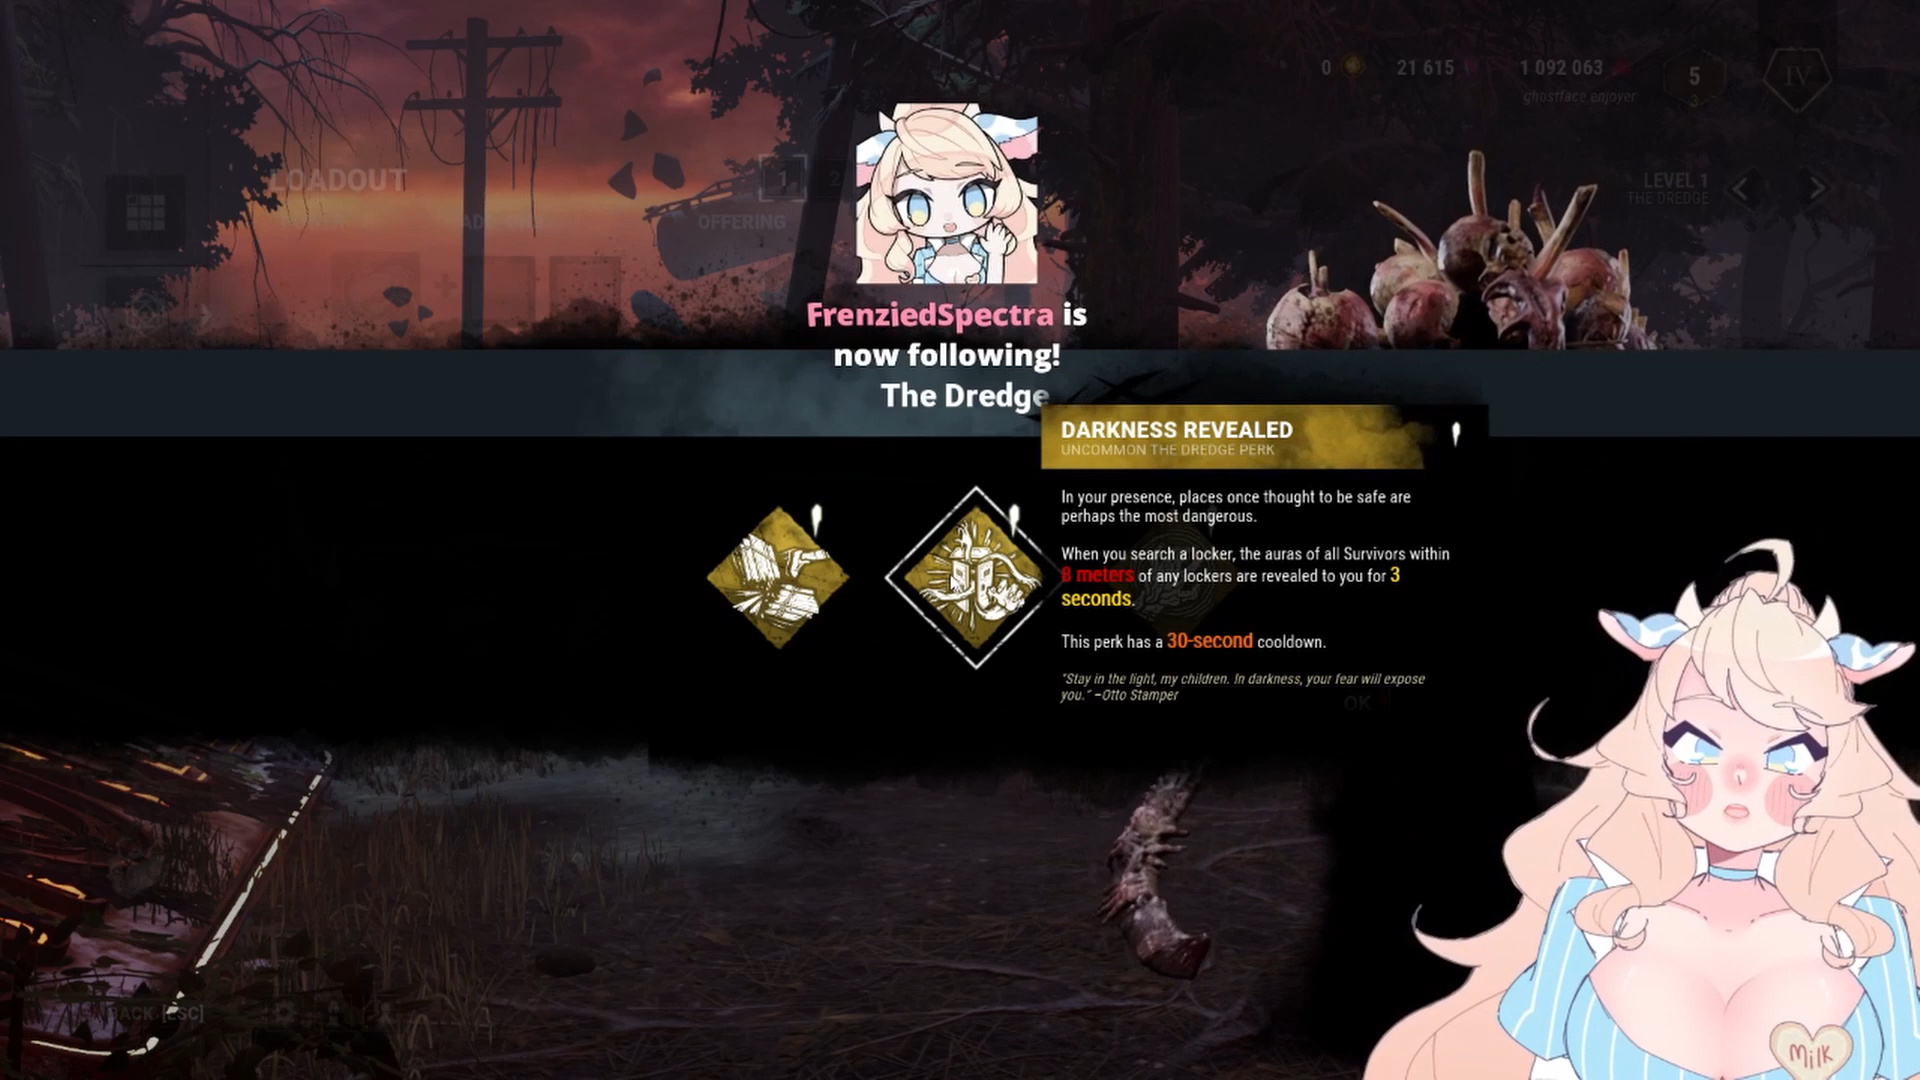 0
21 615
1 092 063
ghostface enjoyer
5
3
IV
LOADOUT
1
2
OFFERING
LEVEL 1
THE DREDGE
FrenziedSpectra is
now following!
The Dredge
DARKNESS REVEALED
UNCOMMON THE DREDGE PERK
In your presence, places once thought to be safe are
perhaps the most dangerous.
When you search a locker, the auras of all Survivors within
8 meters of any lockers are revealed to you for 3
seconds.
This perk has a 30-second cooldown.
"Stay in the light, my children. In darkness, your fear will expose
you." –Otto Stamper
OK
BACK [ESC]
Milk